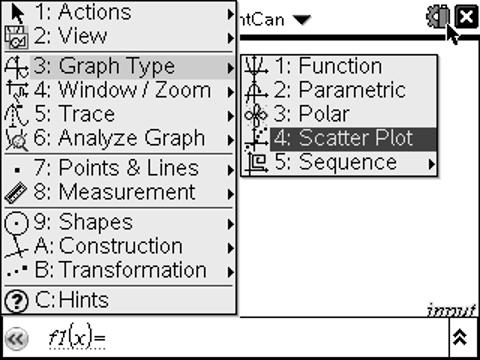 1: Actions
2: View
3: Graph Type
4: Window / Zoom
5: Trace
6: Analyze Graph
7: Points & Lines
8: Measurement
9: Shapes
A: Construction
B: Transformation
C:Hints
ntCan
1: Function
2: Parametric
3: Polar
4: Scatter Plot
5: Sequence
input
f1(x)=